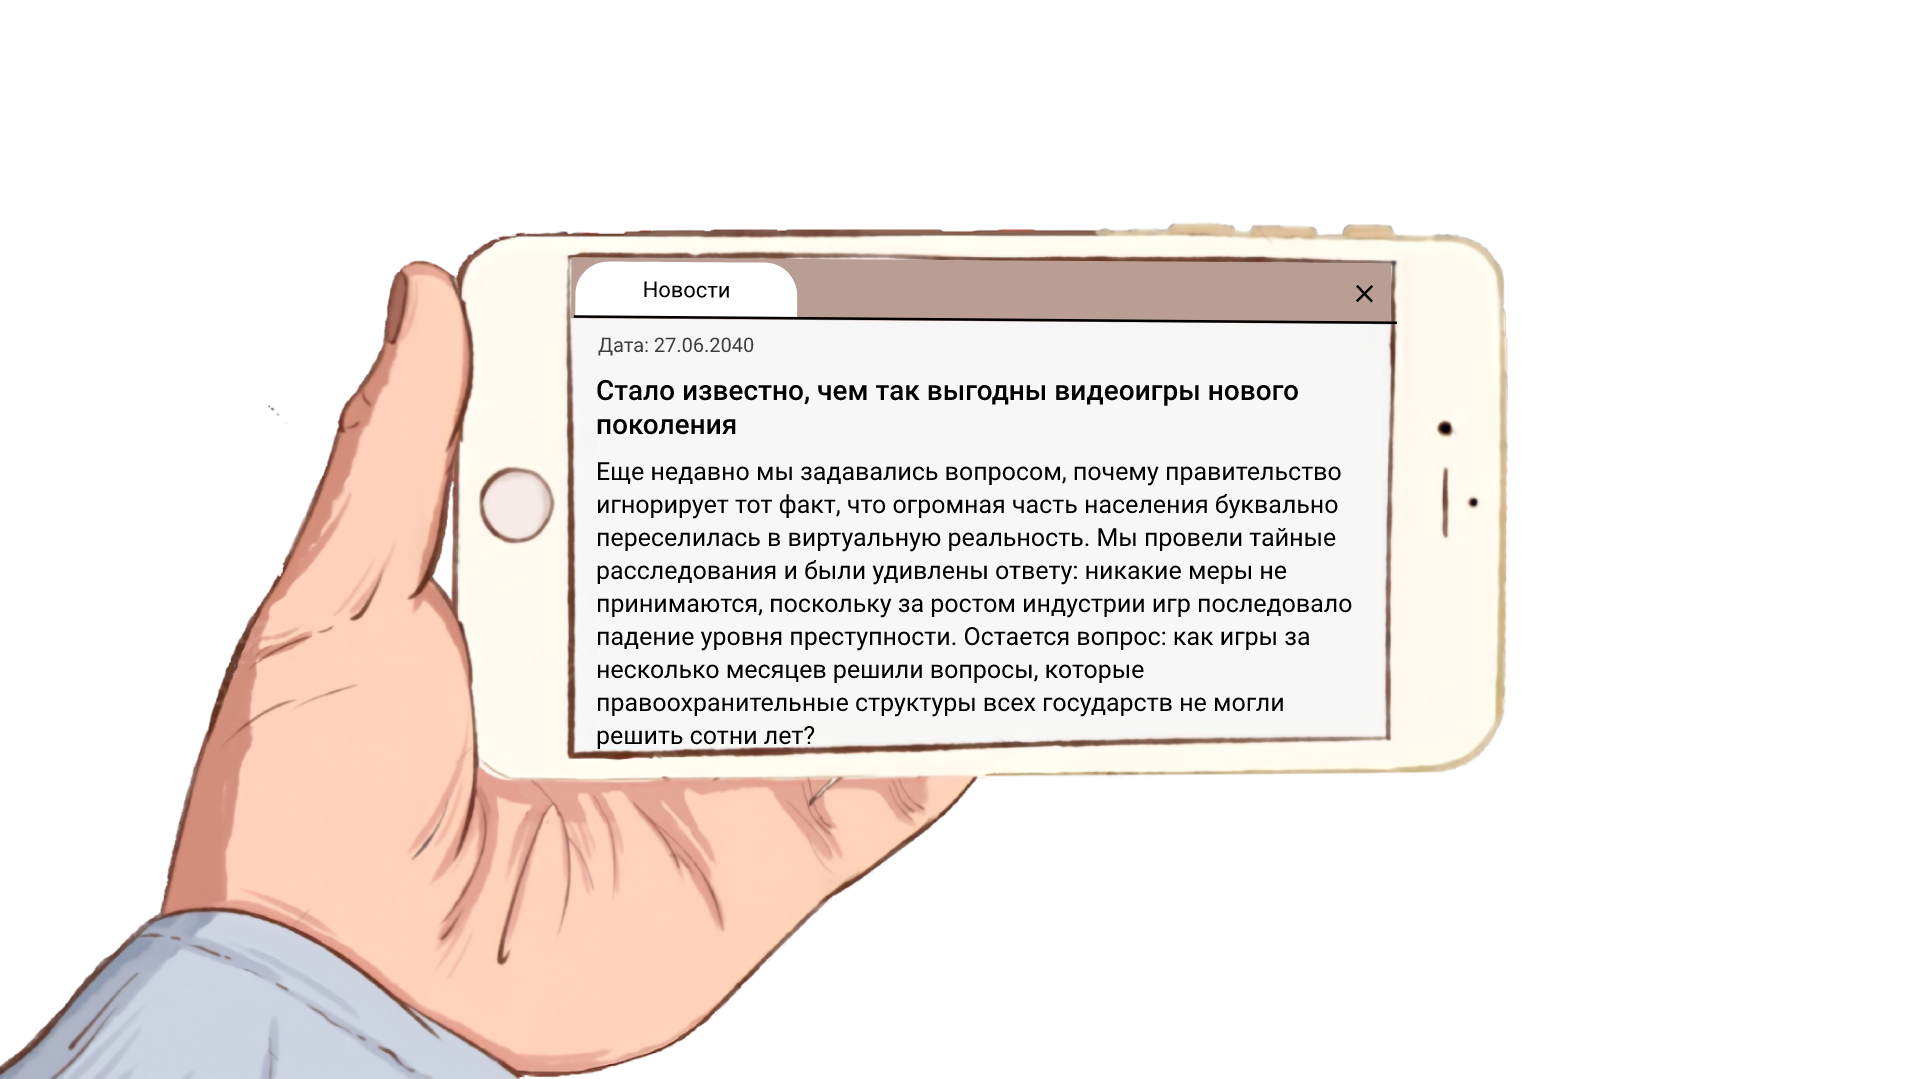 Новости
Дата: 27.06.2040
Стало известно, чем так выгодны видеоигры нового
поколения
Еще недавно мы задавались вопросом, почему правительство
игнорирует тот факт, что огромная часть населения буквально
переселилась в виртуальную реальность. Мы провели тайные
расследования и были удивлены ответу: никакие меры не
принимаются, поскольку за ростом индустрии игр последовало
падение уровня преступности. Остается вопрос: как игры за
несколько месяцев решили вопросы, которые
правоохранительные структуры всех государств не могли
решить сотни лет?